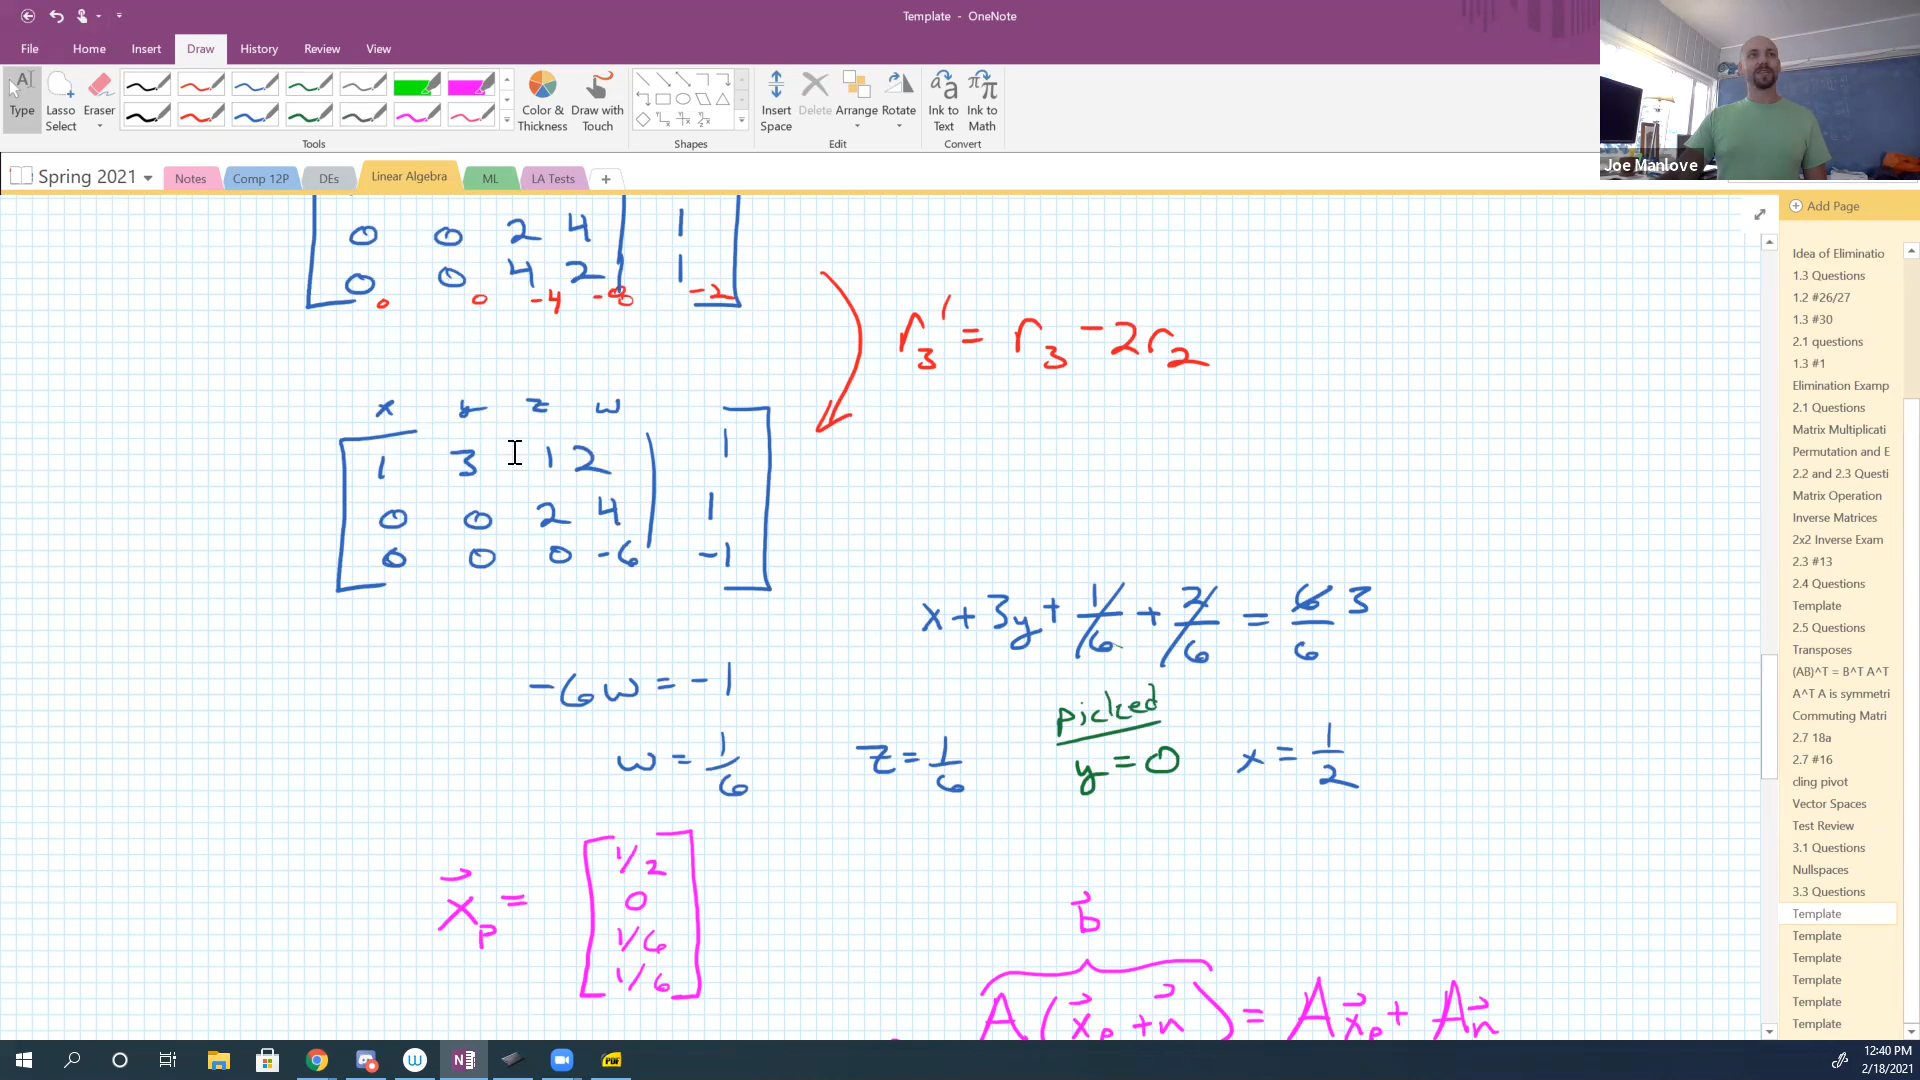 Template - OneNote
File Home Insert Draw History Review View
Type
Lasso Select
Eraser
Color & Thickness
Draw with Touch
Insert Space
Delete
Arrange
Rotate
Ink to Text
Ink to Math
Tools
Shapes
Edit
Convert
Joe Manlove
Spring 2021 Notes Comp 12P DEs Linear Algebra ML LA Tests +
Add Page
Idea of Eliminatio
1.3 Questions
1.2 #26/27
1.3 #30
2.1 questions
1.3 #1
Elimination Examp
2.1 Questions
Matrix Multiplicati
Permutation and E
2.2 and 2.3 Questi
Matrix Operation
Inverse Matrices
2x2 Inverse Exam
2.3 #13
2.4 Questions
Template
2.5 Questions
Transposes
(AB)^T = B^T A^T
A^T A is symmetri
Commuting Matri
2.7 18a
2.7 #16
cling pivot
Vector Spaces
Test Review
3.1 Questions
Nullspaces
3.3 Questions
Template
Template
Template
Template
Template
Template
0 0 2 4 | 1
0 0 4 2 | 1
0 0 -4 -8 -2
r₃' = r₃ - 2r₂
x y z w
1 3 1 2 | 1
0 0 2 4 | 1
0 0 0 -6 | -1
x + 3y + 1/6 + 2/6 = 6/6 3
-6w = -1
w = 1/6 z = 1/6
picked
y = 0
x = 1/2
x⃗p = [1/2
0
1/6
1/6]
b⃗
A(x⃗p + n⃗) = Ax⃗p + An⃗
12:40 PM
2/18/2021